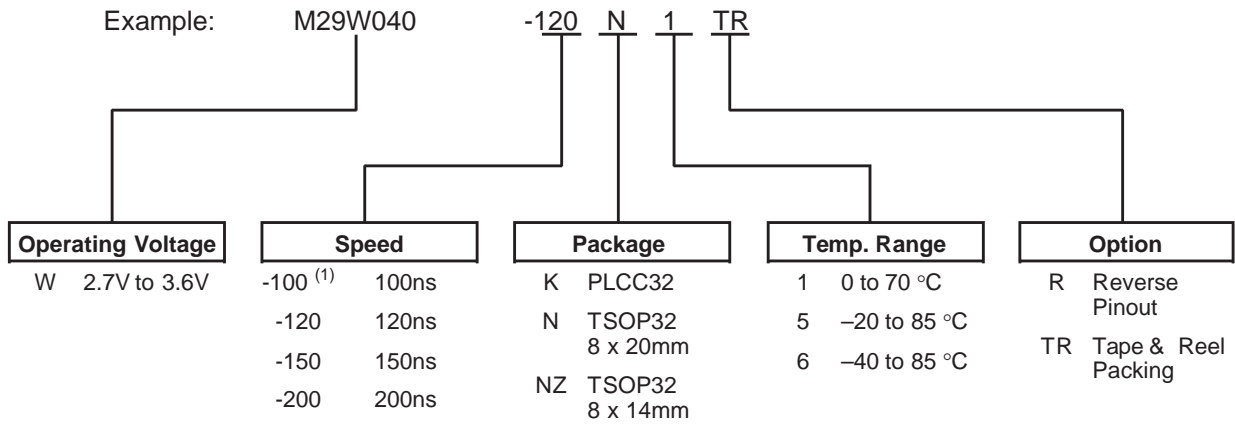 Example: M29W040 -120 N 1 TR
Operating Voltage
W 2.7V to 3.6V
Speed
-100 (1) 100ns
-120 120ns
-150 150ns
-200 200ns
Package
K PLCC32
N TSOP32
8 x 20mm
NZ TSOP32
8 x 14mm
Temp. Range
1 0 to 70 °C
5 –20 to 85 °C
6 –40 to 85 °C
Option
R Reverse
Pinout
TR Tape & Reel
Packing